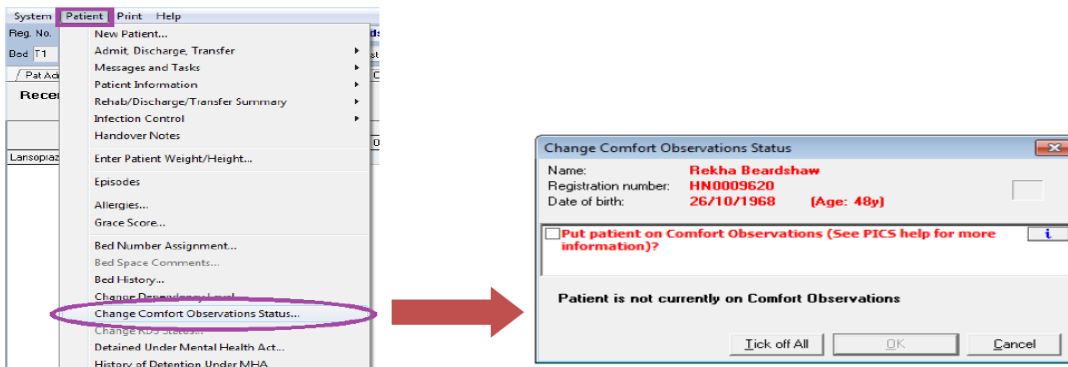 System Patient Print Help
Reg. No.
Bed T1
Pat Ad
Recei
Lansopiaz
New Patient...
Admit, Discharge, Transfer
Messages and Tasks
Patient Information
Rehab/Discharge/Transfer Summary
Infection Control
Handover Notes
Enter Patient Weight/Height...
Episodes
Allergies...
Grace Score...
Bed Number Assignment...
Bed Space Comments...
Bed History...
Change Dependency Level...
Change Comfort Observations Status...
Change RDS Status...
Detained Under Mental Health Act...
History of Detention Under MHA
Change Comfort Observations Status
Name: Rekha Beardshaw
Registration number: HN0009620
Date of birth: 26/10/1968 (Age: 48y)
Put patient on Comfort Observations (See PICS help for more
information)?
i
Patient is not currently on Comfort Observations
Tick off All OK Cancel